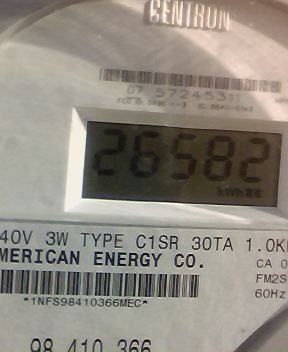 CENTRON
07 57245311
26582
kWh
40V 3W TYPE C1SR 30TA 1.0K
MERICAN ENERGY CO.
CA 0
FM2S
60Hz
*1NFS98410366MEC*
98 410 366